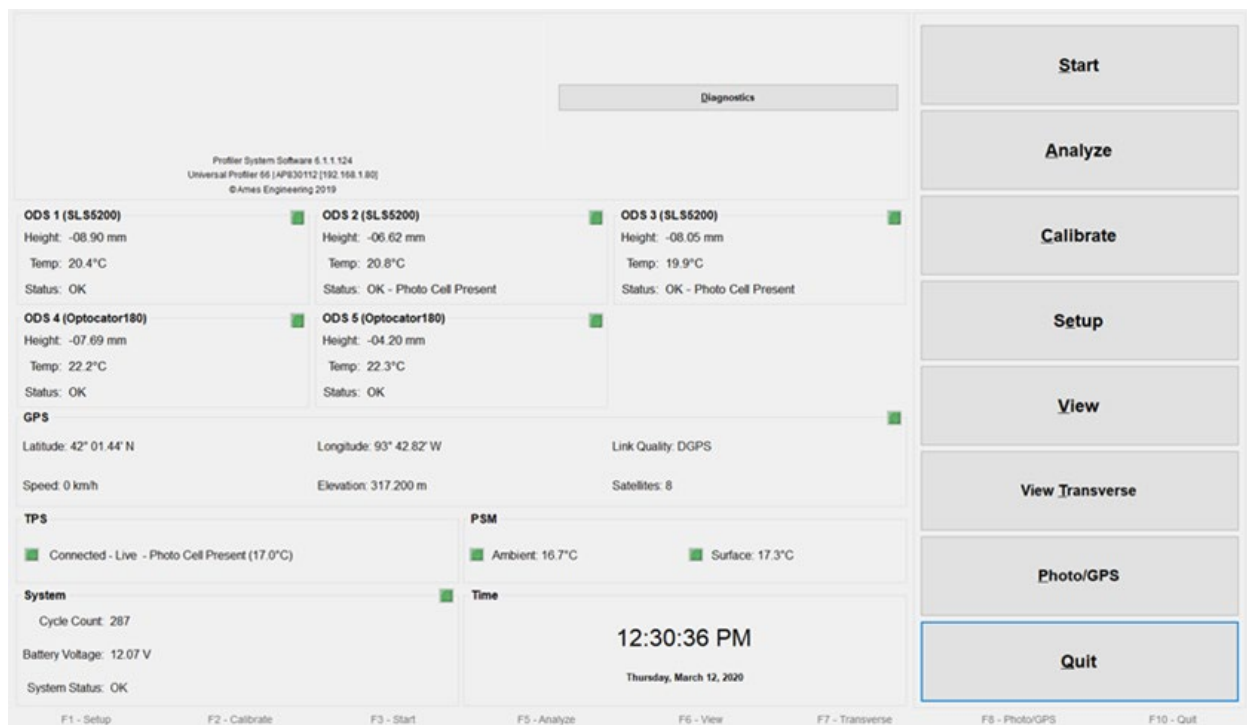 Diagnostics
Profiler System Software 6.1.1.124
Universal Profiler 66 | AP830112 [192.168.1.80]
©Ames Engineering 2019
ODS 1 (SLS5200)
Height: -08.90 mm
Temp: 20.4°C
Status: OK
ODS 2 (SLS5200)
Height: -06.62 mm
Temp: 20.8°C
Status: OK - Photo Cell Present
ODS 3 (SLS5200)
Height: -08.05 mm
Temp: 19.9°C
Status: OK - Photo Cell Present
ODS 4 (Optocator180)
Height: -07.69 mm
Temp: 22.2°C
Status: OK
ODS 5 (Optocator180)
Height: -04.20 mm
Temp: 22.3°C
Status: OK
GPS
Latitude: 42° 01.44' N
Longitude: 93° 42.82' W
Link Quality: DGPS
Speed: 0 km/h
Elevation: 317.200 m
Satellites: 8
TPS
Connected - Live - Photo Cell Present (17.0°C)
PSM
Ambient: 16.7°C
Surface: 17.3°C
System
Cycle Count: 287
Battery Voltage: 12.07 V
System Status: OK
Time
12:30:36 PM
Thursday, March 12, 2020
Start
Analyze
Calibrate
Setup
View
View Transverse
Photo/GPS
Quit
F1 - Setup
F2 - Calibrate
F3 - Start
F5 - Analyze
F6 - View
F7 - Transverse
F8 - Photo/GPS
F10 - Quit